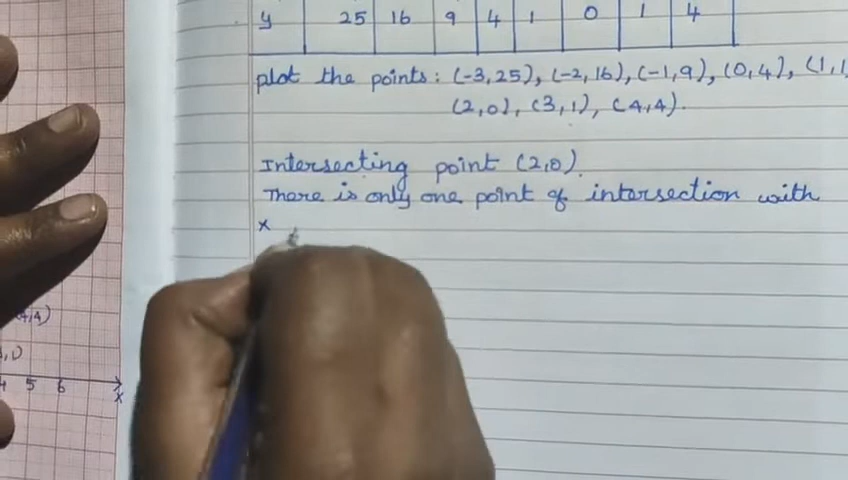 y 25 16 9 4 1 0 1 4
plot the points: (-3,25), (-2,16), (-1,9), (0,4), (1,1
(2,0), (3,1), (4,4).
Intersecting point (2,0).
There is only one point of intersection with
x
5 6
x